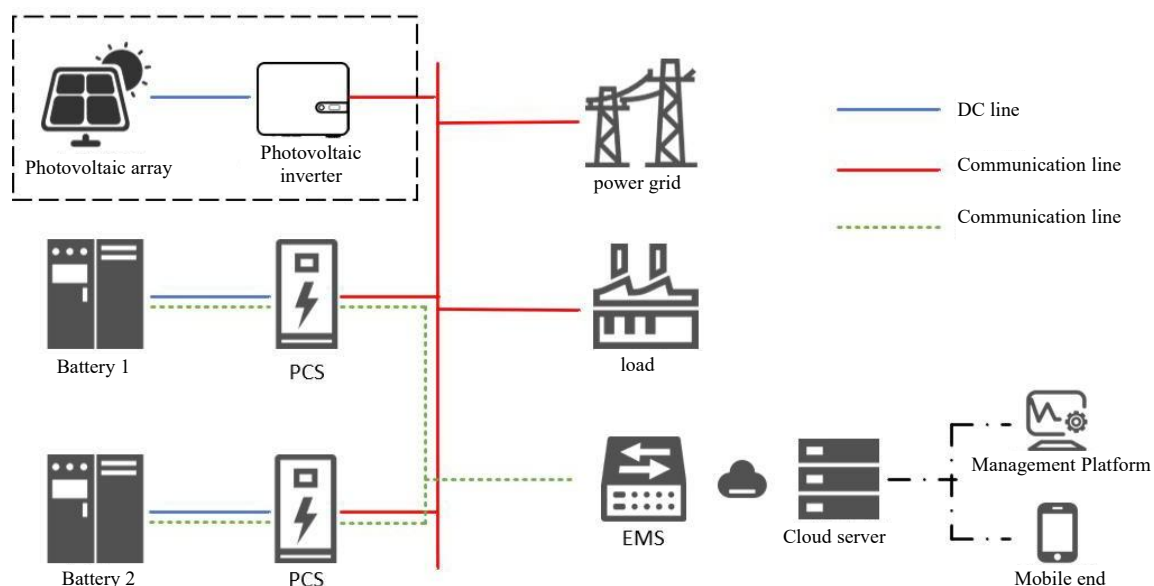 Photovoltaic array
Photovoltaic
inverter
power grid
DC line
Communication line
Communication line
Battery 1
PCS
load
Battery 2
PCS
EMS
Cloud server
Management Platform
Mobile end